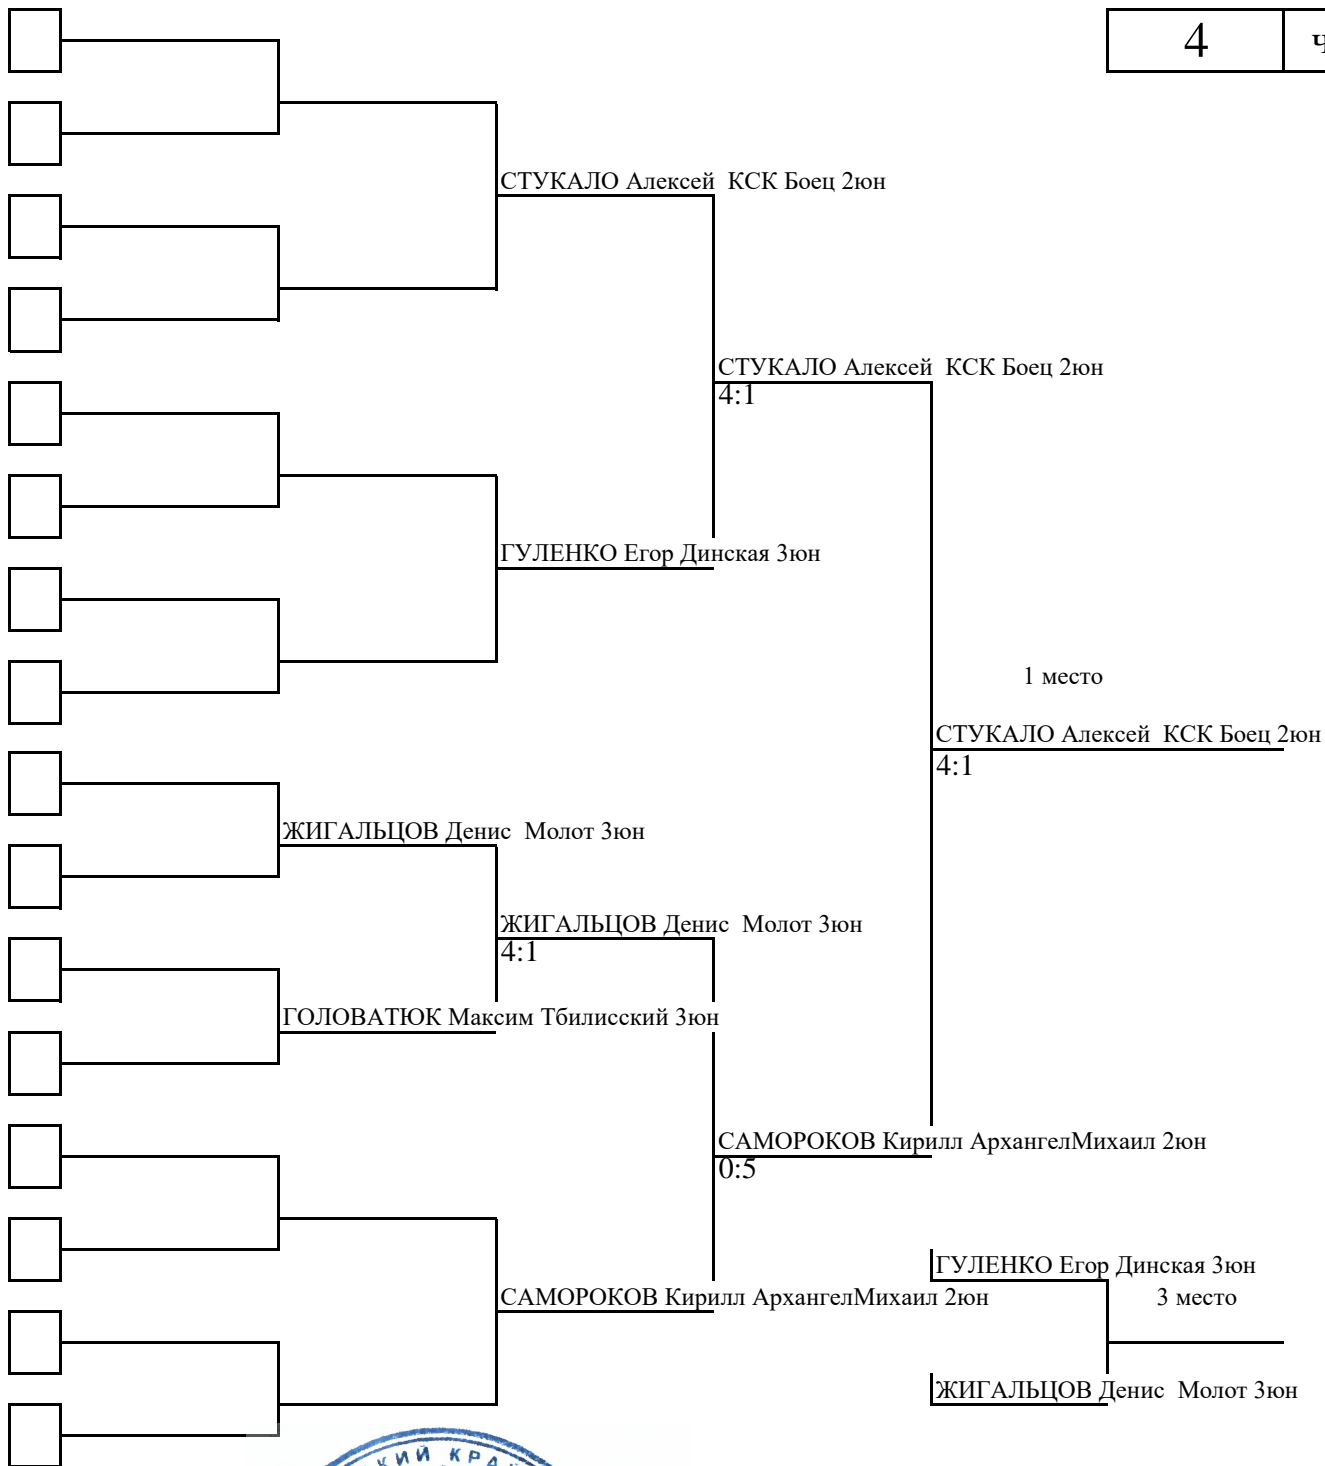 4 Ч
СТУКАЛО Алексей КСК Боец 2юн
СТУКАЛО Алексей КСК Боец 2юн
4:1
ГУЛЕНКО Егор Динская 3юн
1 место
СТУКАЛО Алексей КСК Боец 2юн
4:1
ЖИГАЛЬЦОВ Денис Молот 3юн
ЖИГАЛЬЦОВ Денис Молот 3юн
4:1
ГОЛОВАТЮК Максим Тбилисский 3юн
САМОРОКОВ Кирилл АрхангелМихаил 2юн
0:5
ГУЛЕНКО Егор Динская 3юн
САМОРОКОВ Кирилл АрхангелМихаил 2юн
3 место
ЖИГАЛЬЦОВ Денис Молот 3юн